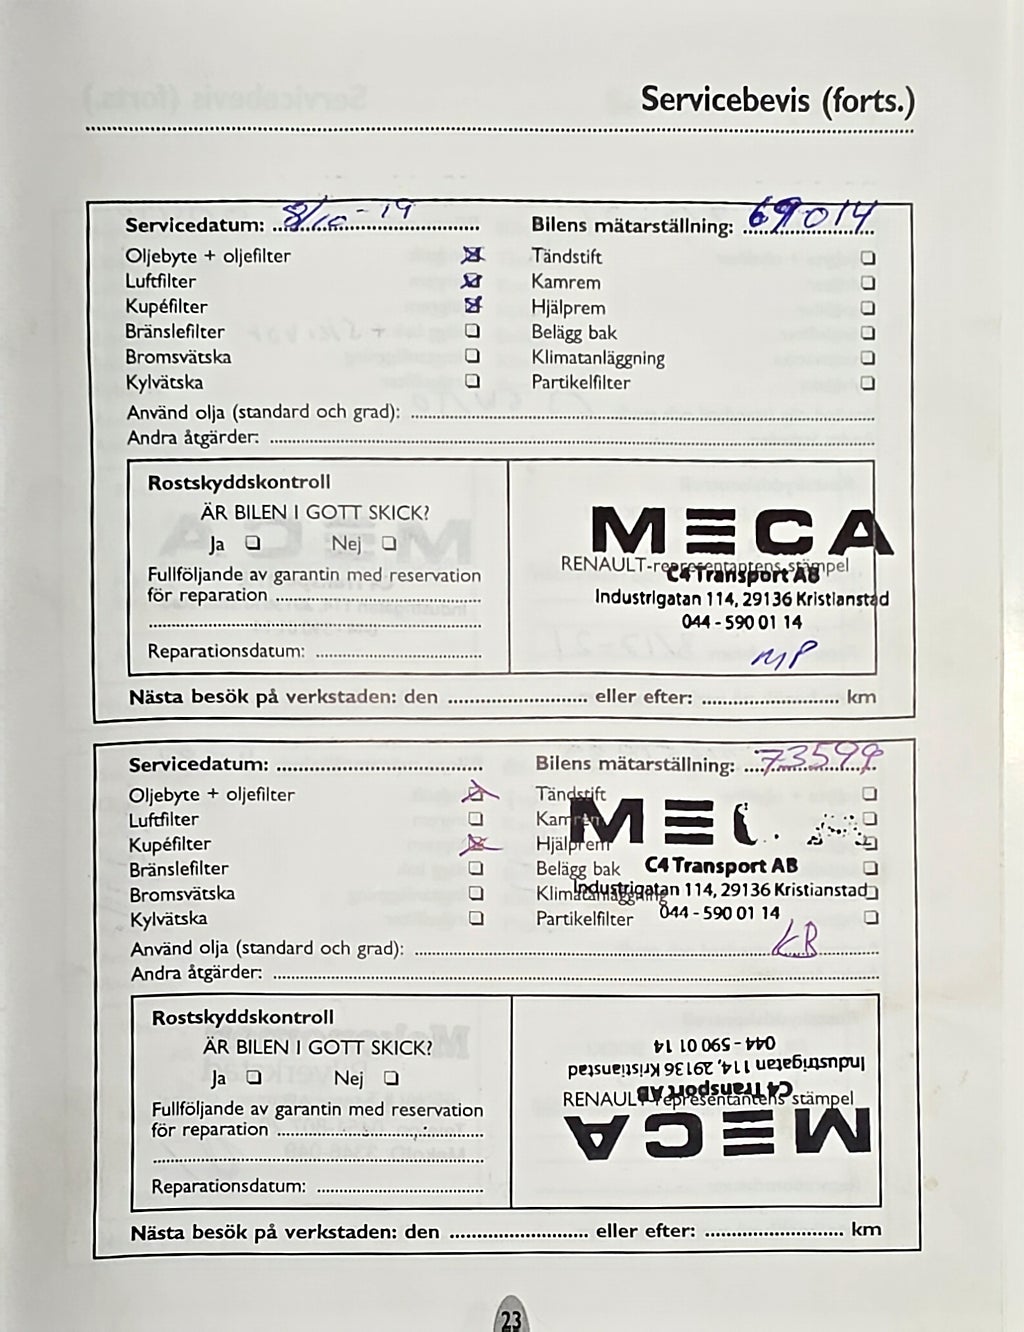 Servicebevis (forts.)
Servicedatum: 8/10-19 Bilens mätarställning: 69014
Oljebyte + oljefilter ☒ Tändstift ☐
Luftfilter ☒ Kamrem ☐
Kupéfilter ☒ Hjälprem ☐
Bränslefilter ☐ Belägg bak ☐
Bromsvätska ☐ Klimatanläggning ☐
Kylvätska ☐ Partikelfilter ☐
Använd olja (standard och grad):
Andra åtgärder:
Rostskyddskontroll
ÄR BILEN I GOTT SKICK?
Ja ☐ Nej ☐
Fullföljande av garantin med reservation
för reparation
Reparationsdatum:
MECA
RENAULT-representantens stämpel
C4 Transport AB
Industrigatan 114, 29136 Kristianstad
044-590 01 14
MP
Nästa besök på verkstaden: den eller efter: km
Servicedatum: Bilens mätarställning: 73599
Oljebyte + oljefilter ☒ Tändstift ☐
Luftfilter ☐ Kamrem ☐
Kupéfilter ☒ Hjälprem ☐
Bränslefilter ☐ Belägg bak ☐
Bromsvätska ☐ Klimatanläggning ☐
Kylvätska ☐ Partikelfilter ☐
MECA
C4 Transport AB
Industrigatan 114, 29136 Kristianstad
044-590 01 14
Använd olja (standard och grad):
Andra åtgärder:
Rostskyddskontroll
ÄR BILEN I GOTT SKICK?
Ja ☐ Nej ☐
Fullföljande av garantin med reservation
för reparation
Reparationsdatum:
RENAULT-representantens stämpel
MECA
C4 Transport AB
Industrigatan 114, 29136 Kristianstad
044-590 01 14
Nästa besök på verkstaden: den eller efter: km
23